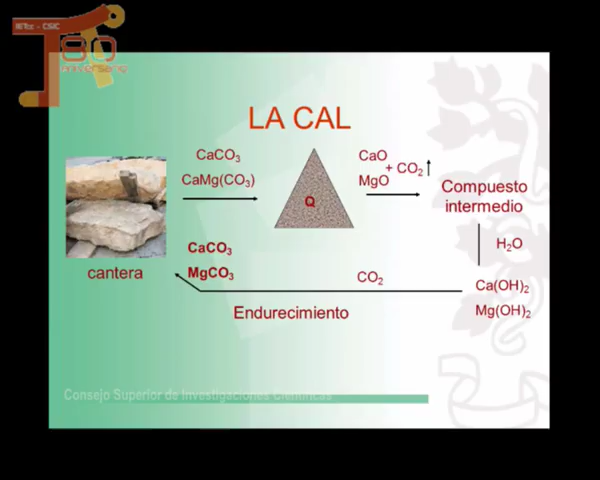 IETcc - CSIC
80
LA CAL
CaCO3
CaMg(CO3)
Q
CaO
MgO
+ CO2
Compuesto
intermedio
H2O
Ca(OH)2
Mg(OH)2
CO2
Endurecimiento
CaCO3
MgCO3
cantera
Consejo Superior de Investigaciones Científicas